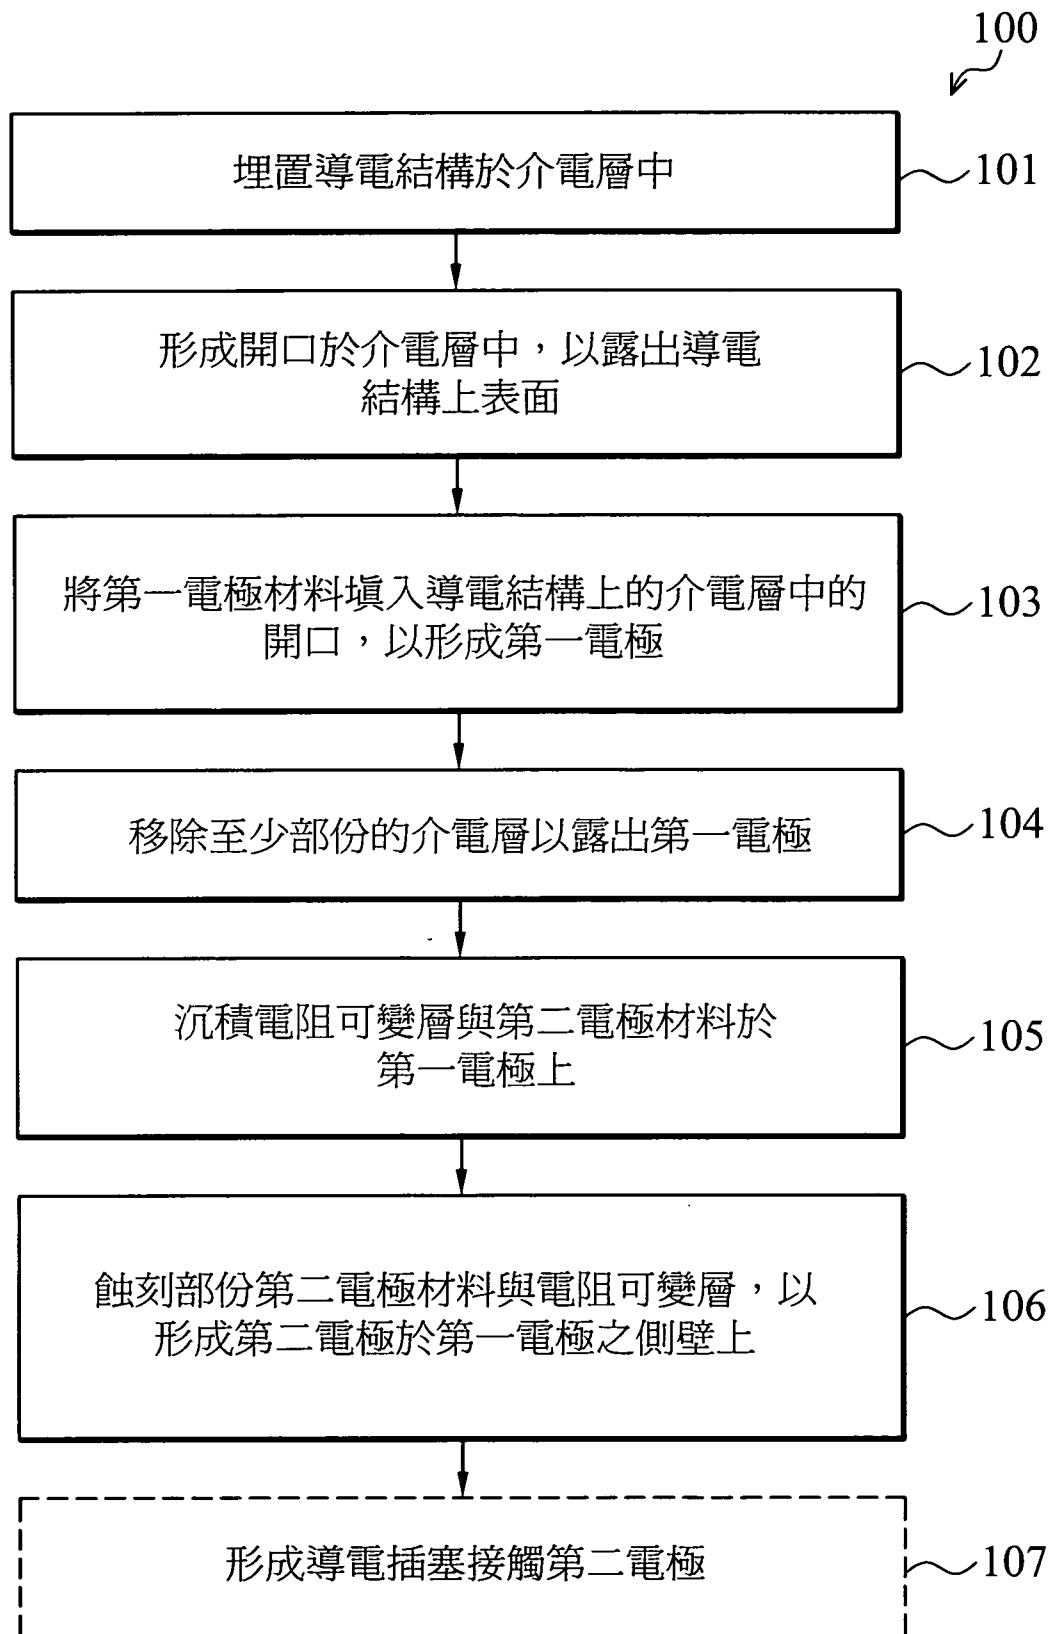 100
埋置導電結構於介電層中
101
形成開口於介電層中，以露出導電
結構上表面
102
將第一電極材料填入導電結構上的介電層中的
開口，以形成第一電極
103
移除至少部份的介電層以露出第一電極
104
沉積電阻可變層與第二電極材料於
第一電極上
105
蝕刻部份第二電極材料與電阻可變層，以
形成第二電極於第一電極之側壁上
106
形成導電插塞接觸第二電極
107